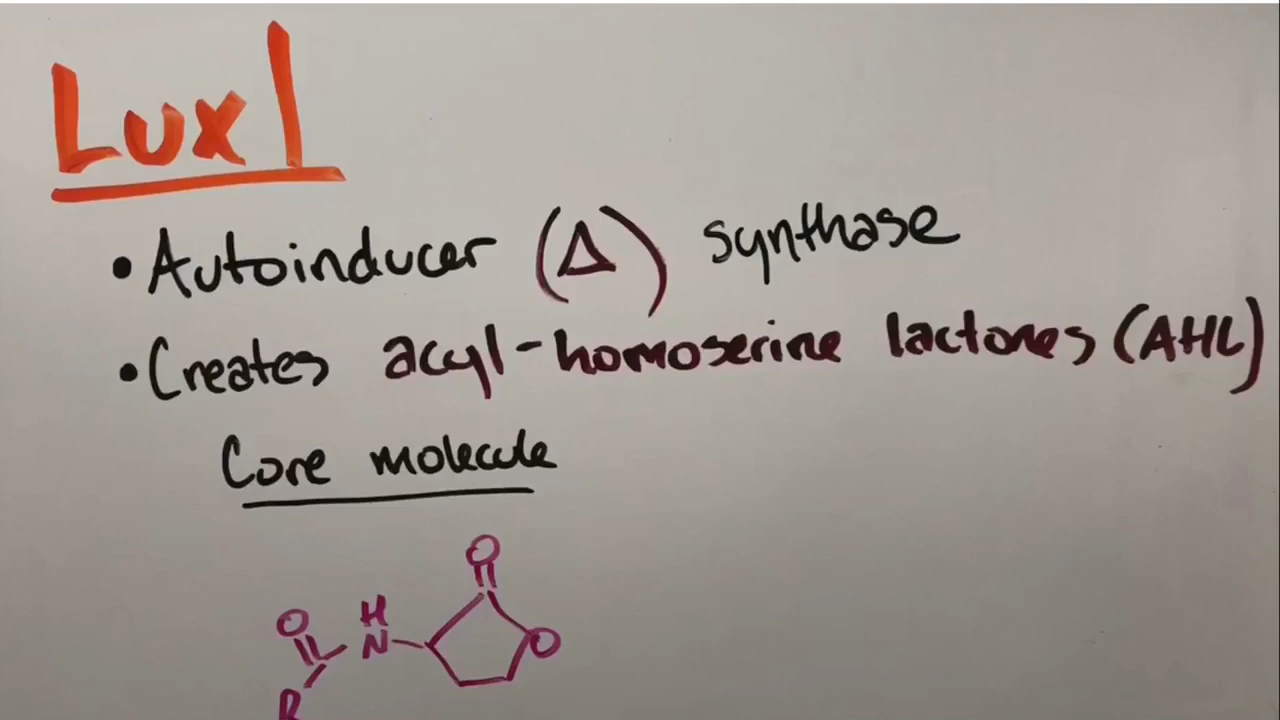 LuxI
• Autoinducer (Δ) synthase
• Creates acyl-homoserine lactones (AHL)
Core molecule
O
O
H
N
O
R